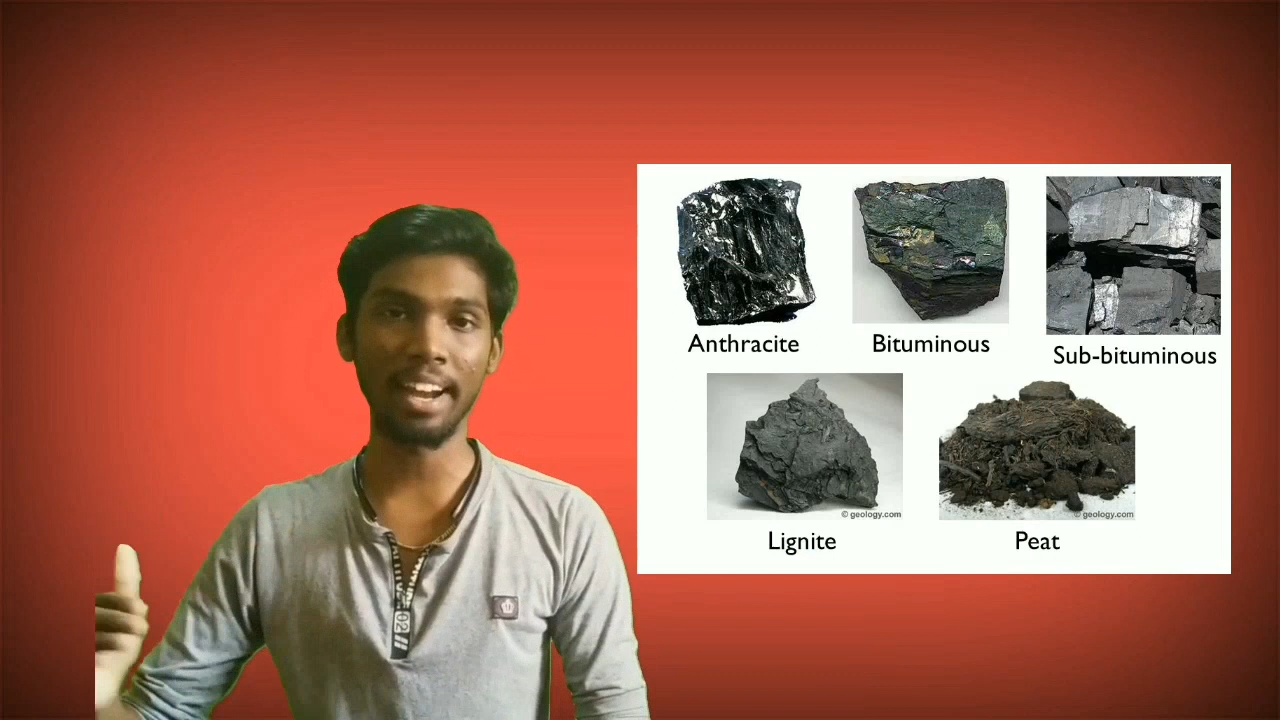 Anthracite
Bituminous
Sub-bituminous
© geology.com
© geology.com
Lignite
Peat